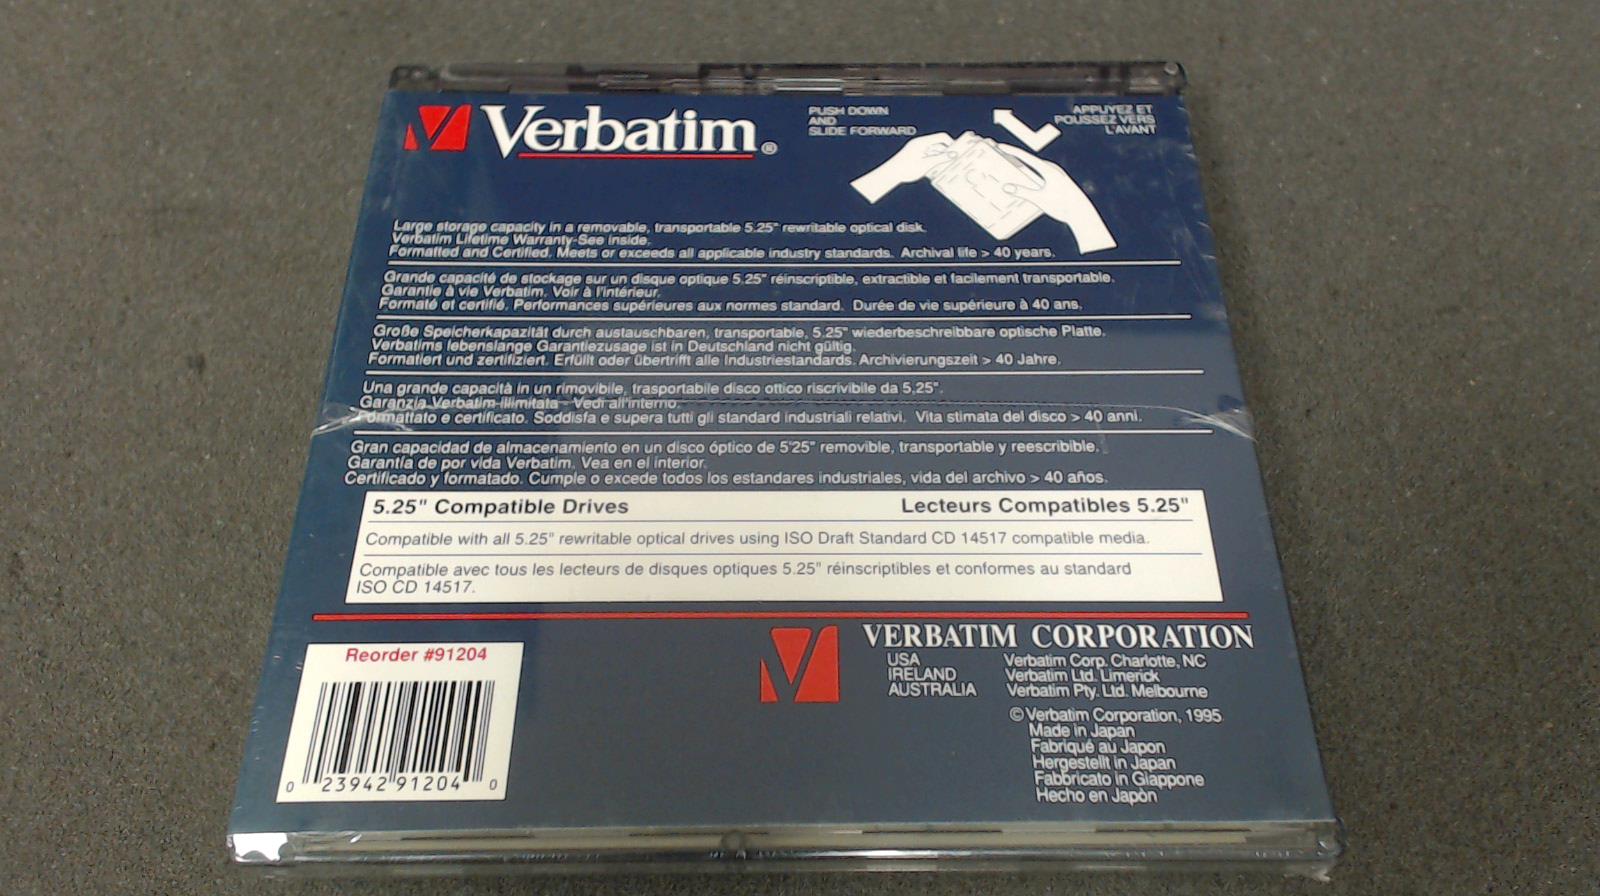 Verbatim®
PUSH DOWN
AND
SLIDE FORWARD
APPUYEZ ET
POUSSEZ VERS
L'AVANT
Large storage capacity in a removable, transportable 5.25" rewritable optical disk.
Verbatim Lifetime Warranty-See inside.
Formatted and Certified. Meets or exceeds all applicable industry standards. Archival life > 40 years.
Grande capacité de stockage sur un disque optique 5.25" réinscriptible, extractible et facilement transportable.
Garantie à vie Verbatim. Voir à l'intérieur.
Formaté et certifié. Performances supérieures aux normes standard. Durée de vie supérieure à 40 ans.
Große Speicherkapazität durch austauschbaren, transportable, 5.25" wiederbeschreibbare optische Platte.
Verbatims lebenslange Garantiezusage ist in Deutschland nicht gültig.
Formatiert und zertifiziert. Erfüllt oder übertrifft alle Industriestandards. Archivierungszeit > 40 Jahre.
Una grande capacità in un rimovibile, trasportabile disco ottico riscrivibile da 5,25".
Garanzia Verbatim illimitata - Vedi all'interno.
Formattato e certificato. Soddisfa e supera tutti gli standard industriali relativi. Vita stimata del disco > 40 anni.
Gran capacidad de almacenamiento en un disco óptico de 5'25" removible, transportable y reescribible.
Garantía de por vida Verbatim. Vea en el interior.
Certificado y formatado. Cumple o excede todos los estandares industriales, vida del archivo > 40 años.
5.25" Compatible Drives
Lecteurs Compatibles 5.25"
Compatible with all 5.25" rewritable optical drives using ISO Draft Standard CD 14517 compatible media.
Compatible avec tous les lecteurs de disques optiques 5.25" réinscriptibles et conformes au standard
ISO CD 14517.
Reorder #91204
0 23942 91204 0
VERBATIM CORPORATION
USA Verbatim Corp. Charlotte, NC
IRELAND Verbatim Ltd. Limerick
AUSTRALIA Verbatim Pty. Ltd. Melbourne
© Verbatim Corporation, 1995
Made in Japan
Fabriqué au Japon
Hergestellt in Japan
Fabbricato in Giappone
Hecho en Japòn